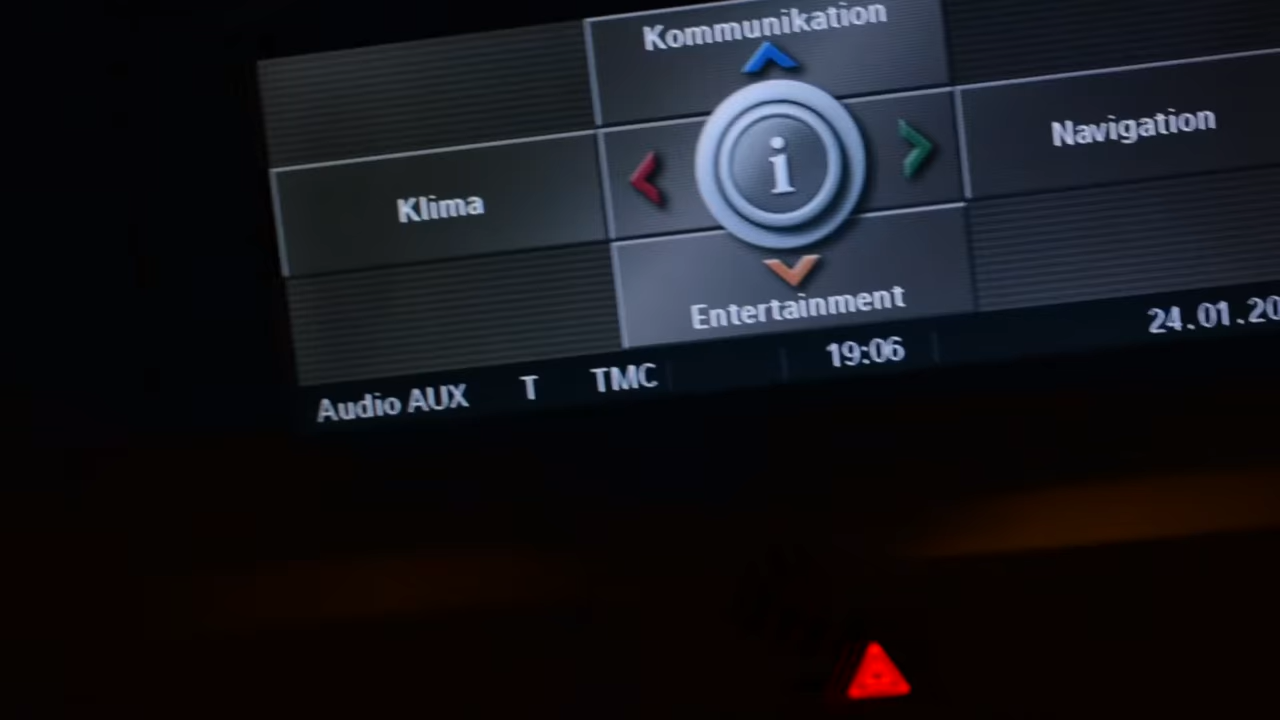 Kommunikation
Navigation
Klima
i
Entertainment
Audio AUX T TMC 19:06 24.01.20